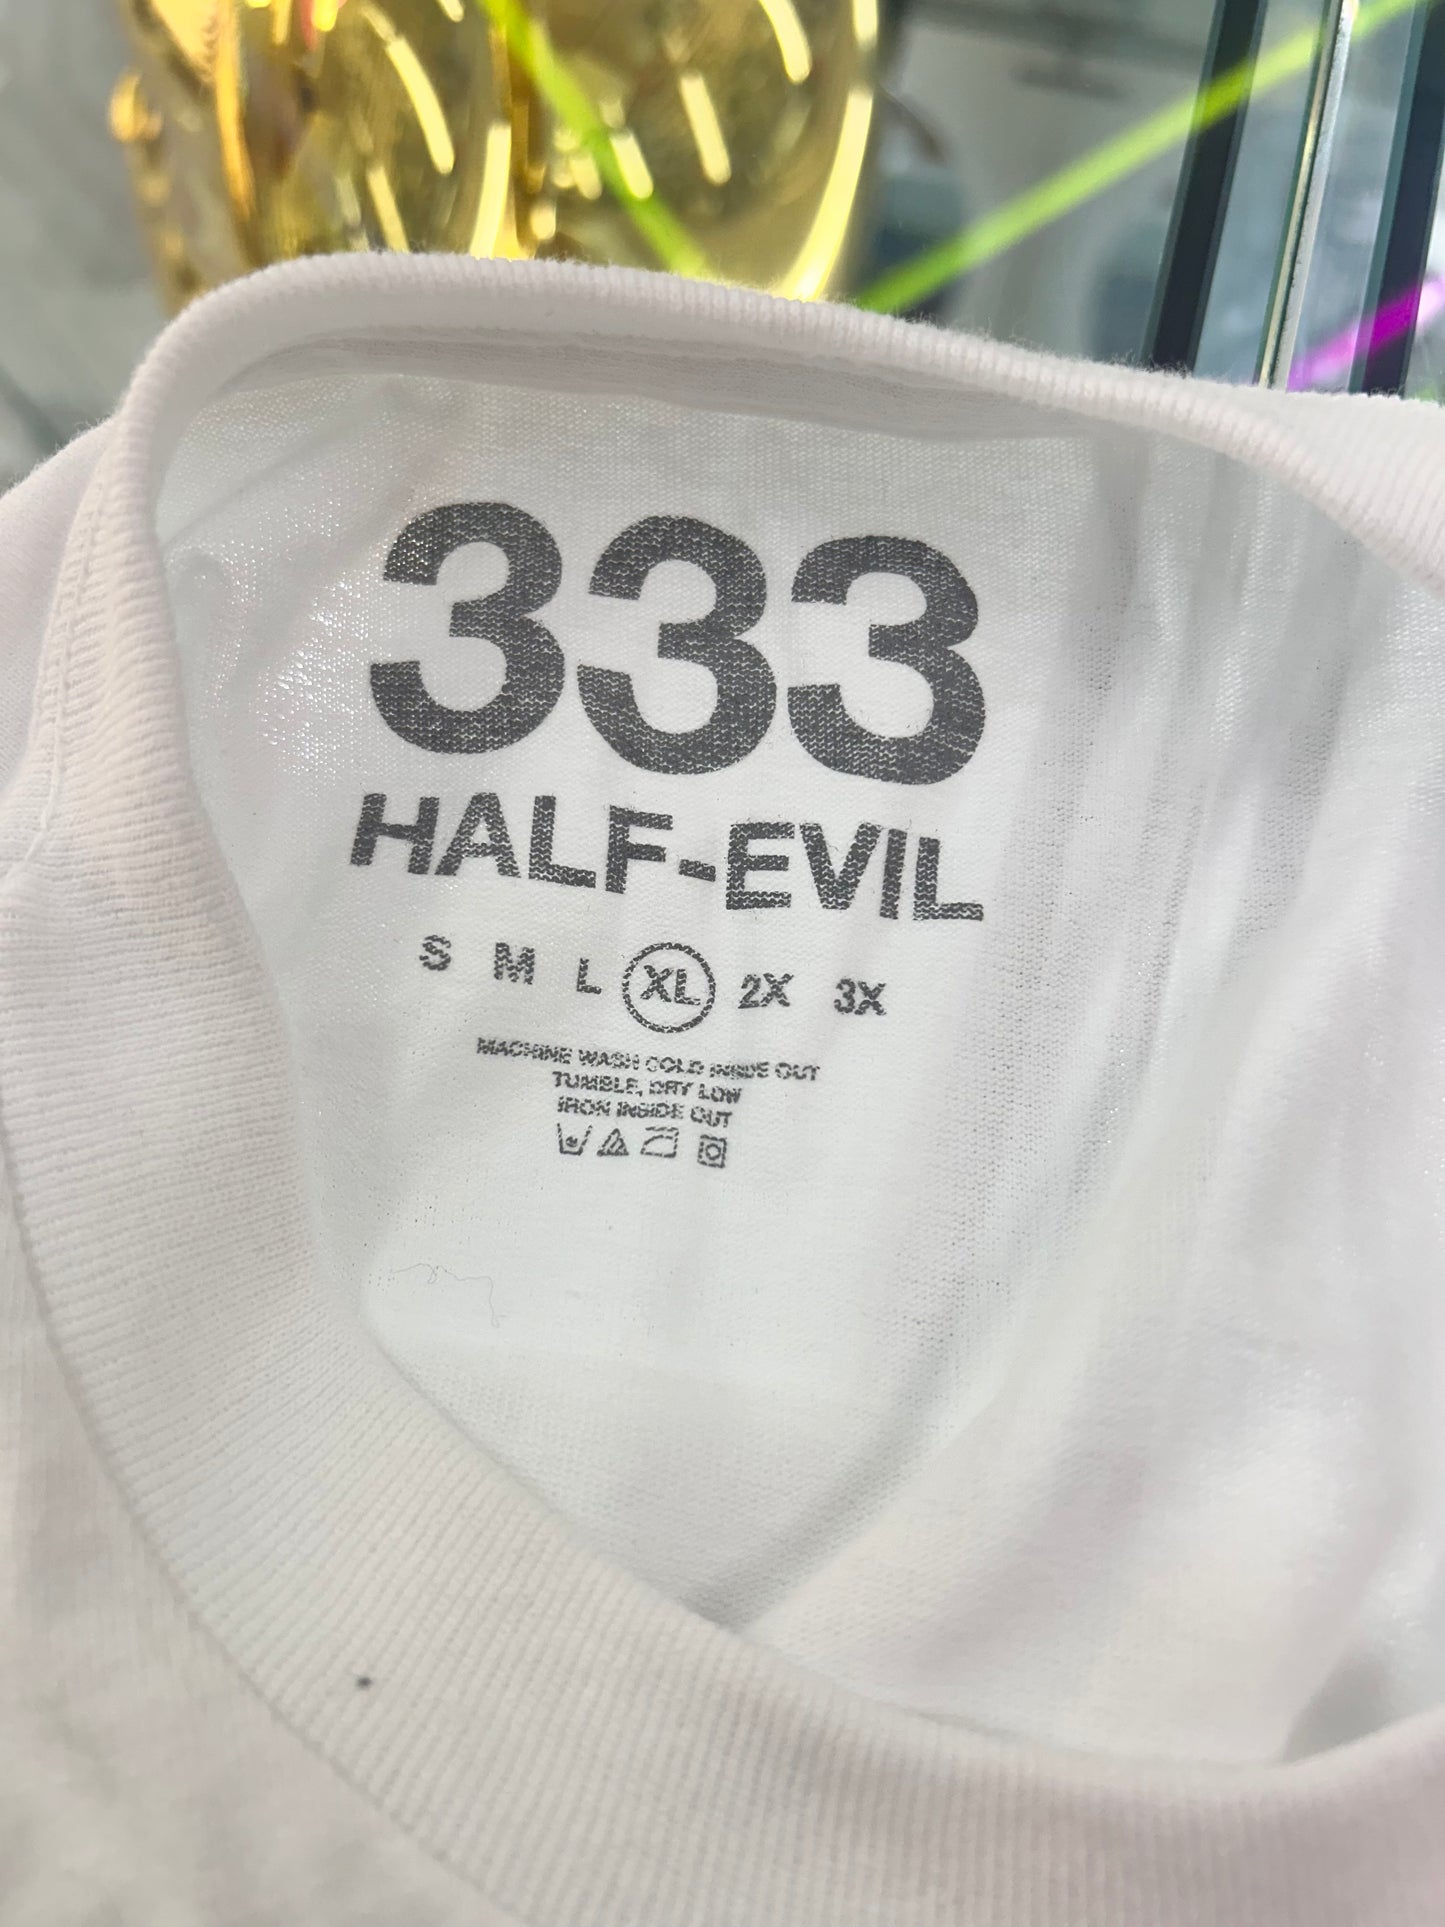 333
HALF-EVIL
S M L XL 2X 3X
MACHINE WASH COLD INSIDE OUT
TUMBLE, DRY LOW
IRON INSIDE OUT